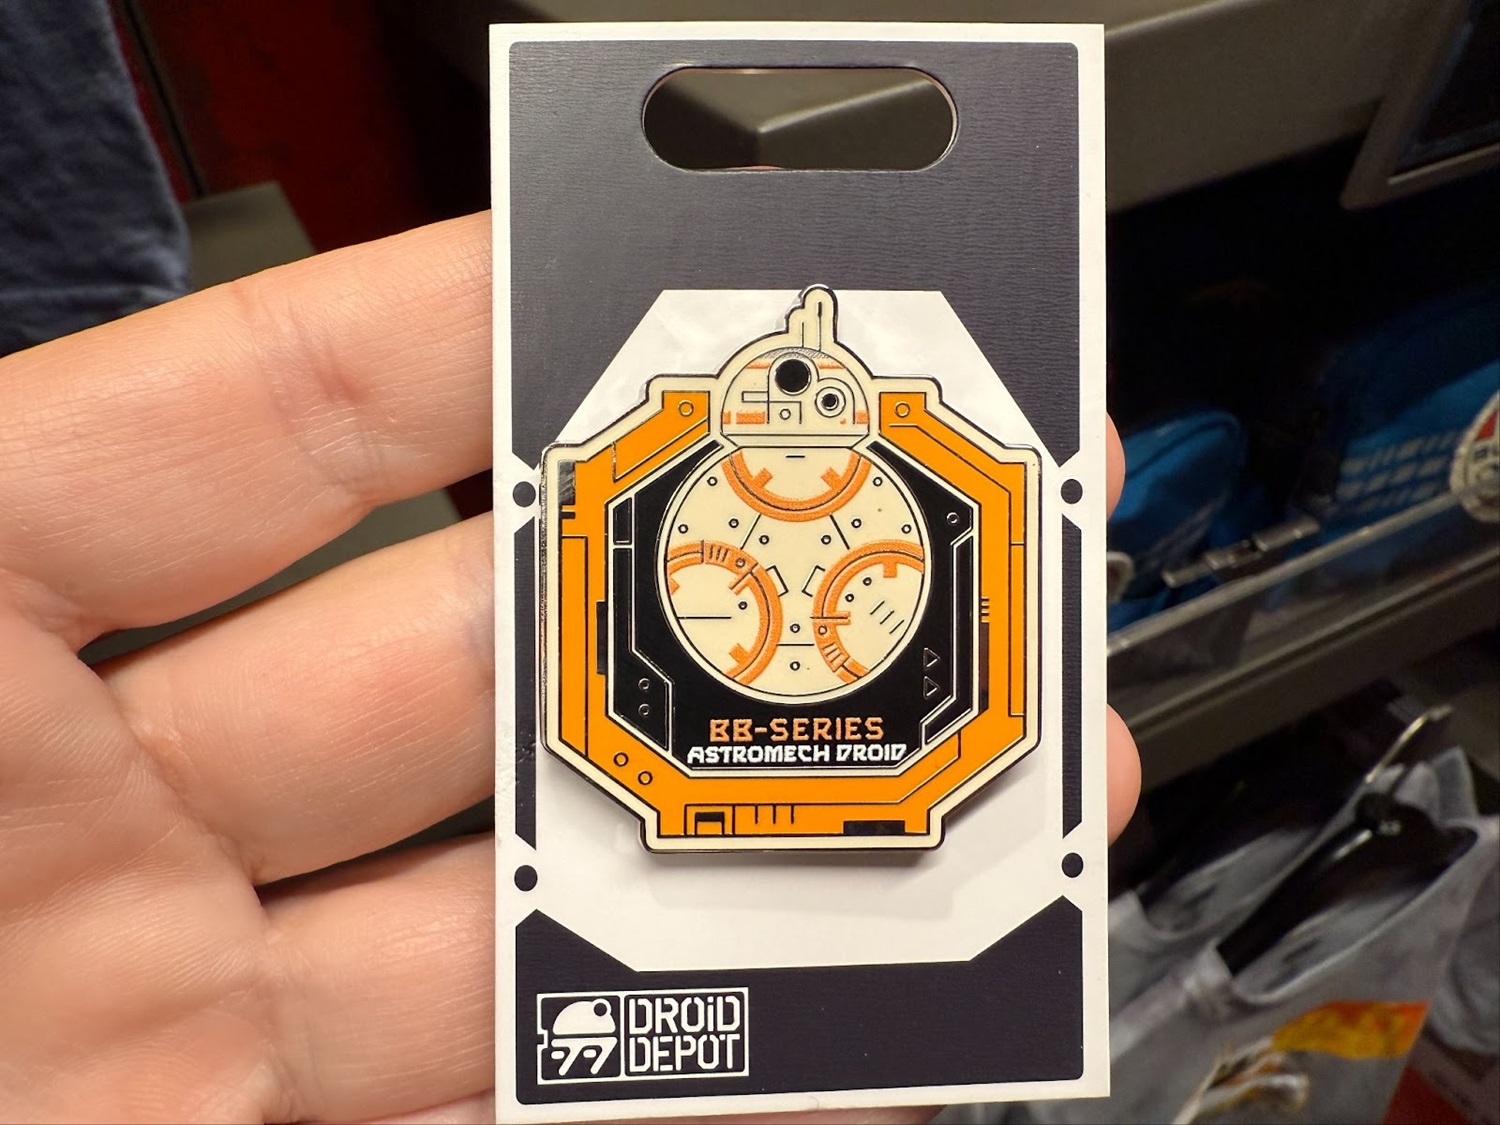 BB-SERIES
ASTROMECH DROID
DROID
DEPOT